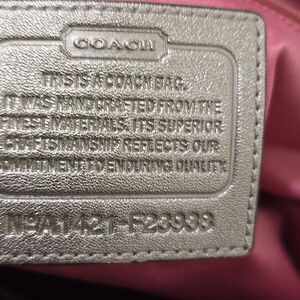 COACH
THIS IS A COACH BAG.
IT WAS HANDCRAFTED FROM THE
FINEST MATERIALS. ITS SUPERIOR
CRAFTSMANSHIP REFLECTS OUR
COMMITMENT TO ENDURING QUALITY.
NºA1421-F23938